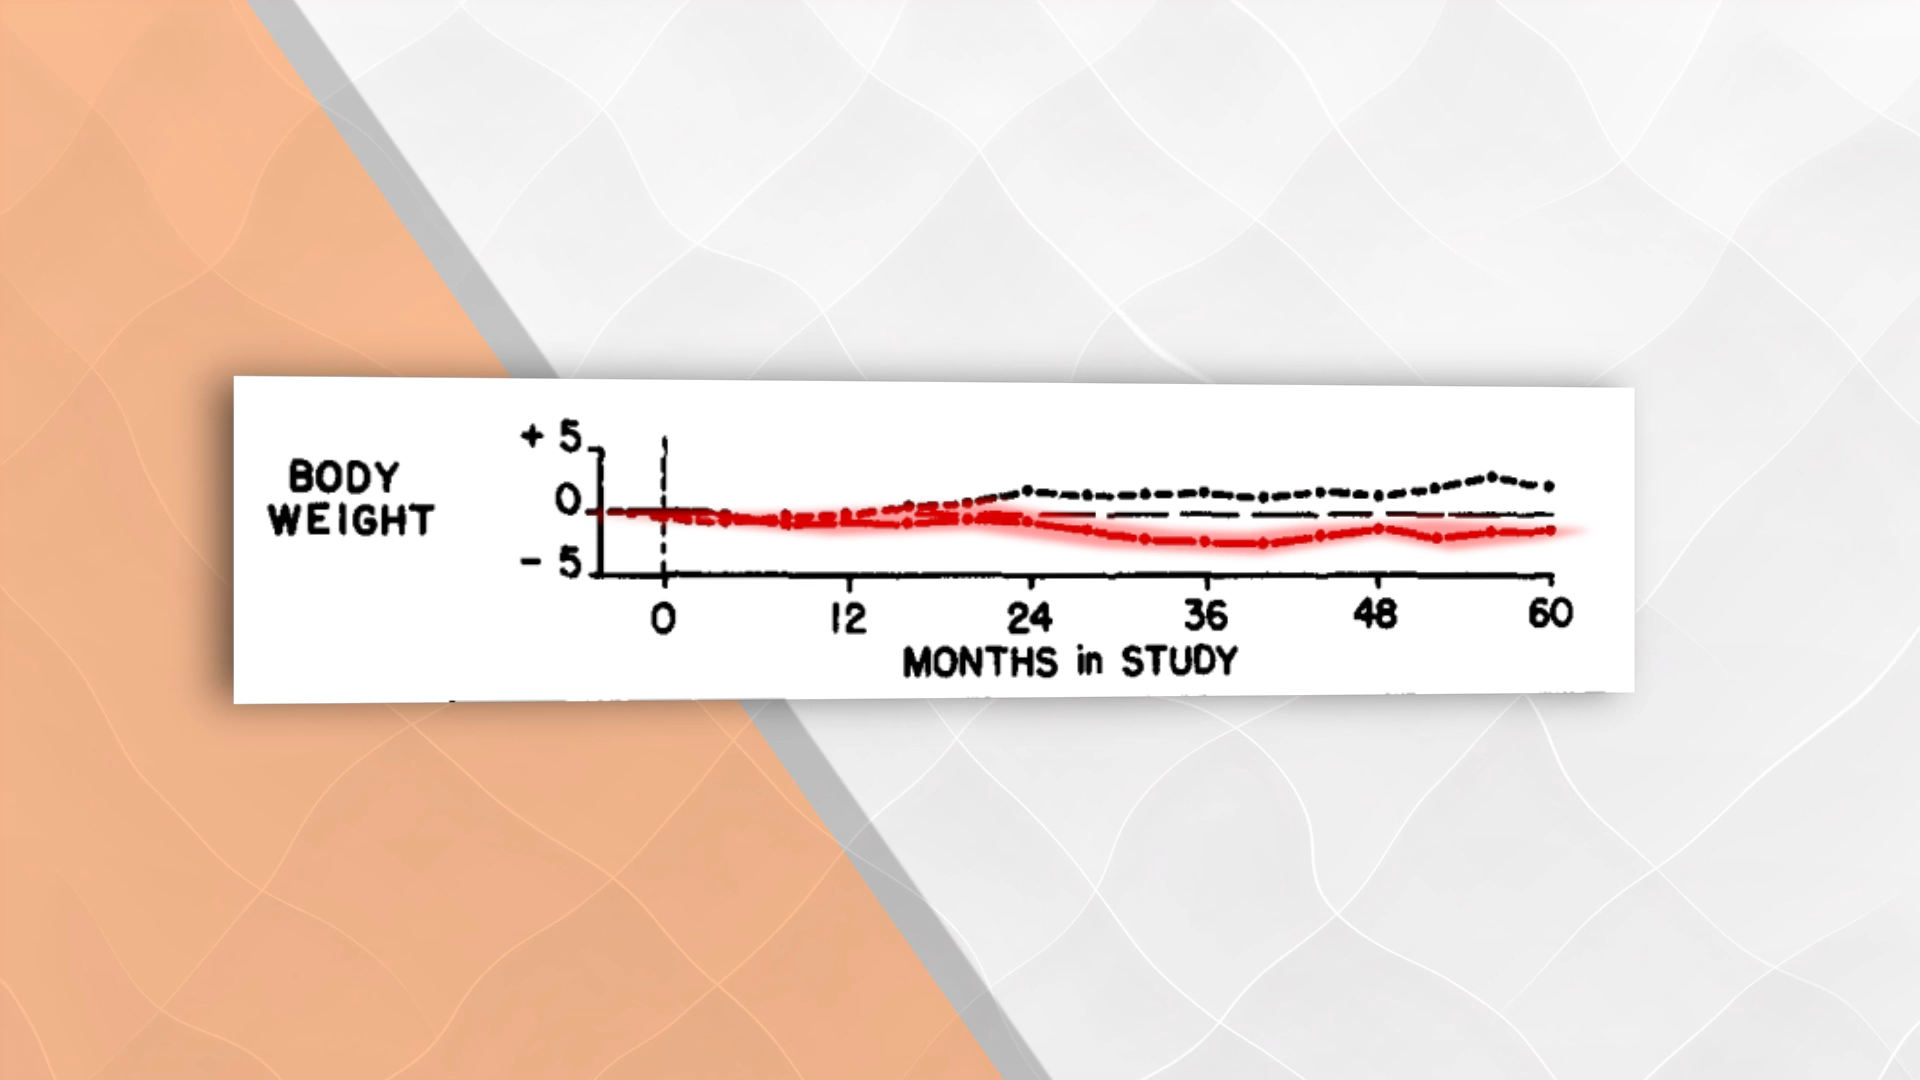 BODY
WEIGHT
+ 5
0
- 5
0 12 24 36 48 60
MONTHS in STUDY